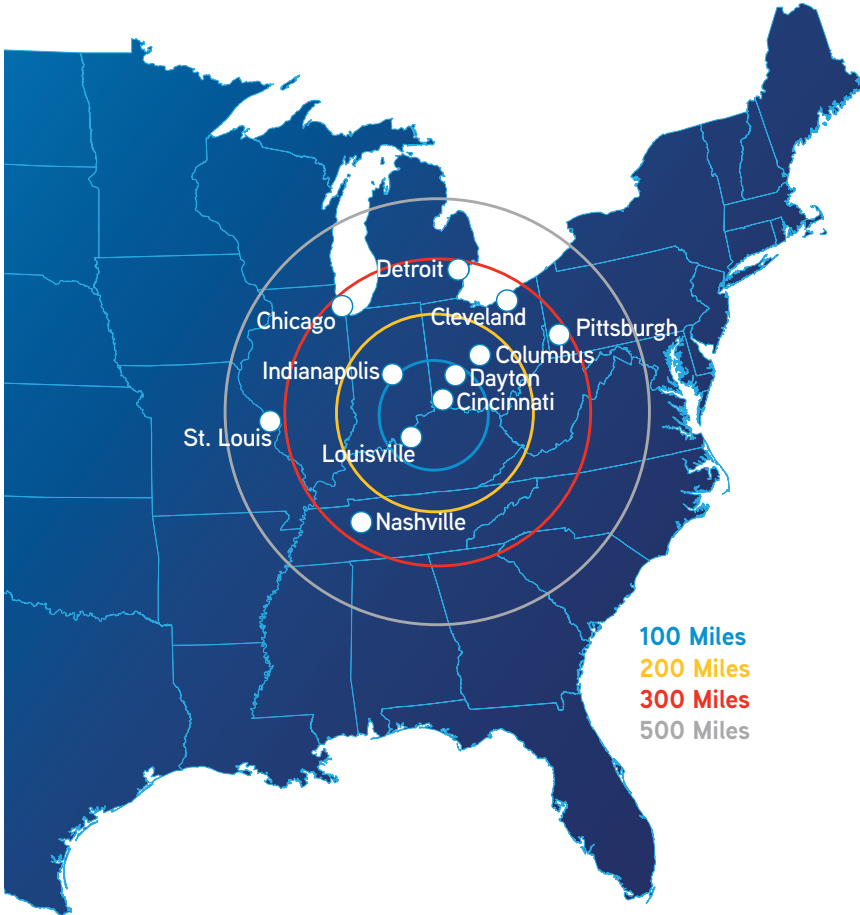 Detroit
Chicago
Cleveland
Pittsburgh
Columbus
Indianapolis
Dayton
Cincinnati
St. Louis
Louisville
Nashville
100 Miles
200 Miles
300 Miles
500 Miles